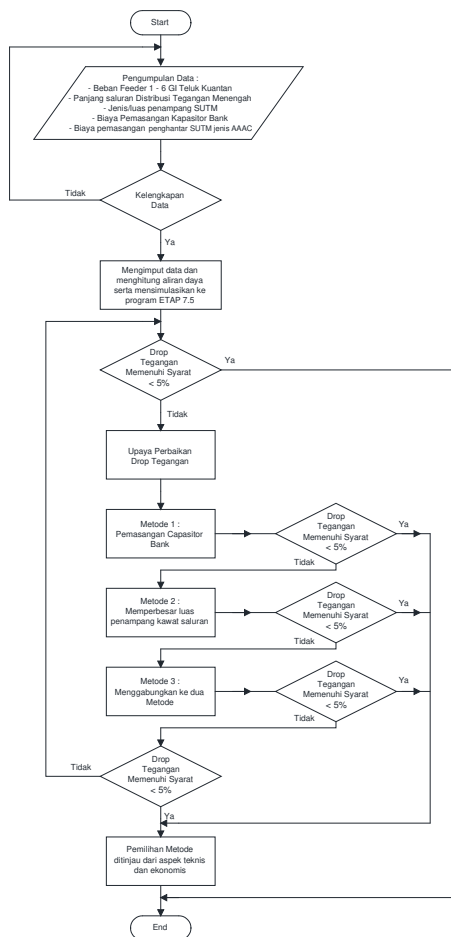 Start
Pengumpulan Data :
- Beban Feeder 1 - 6 GI Teluk Kuantan
- Panjang saluran Distribusi Tegangan Menengah
- Jenis/luas penampang SUTM
- Biaya Pemasangan Kapasitor Bank
- Biaya pemasangan penghantar SUTM jenis AAAC
Tidak
Kelengkapan
Data
Ya
Mengimput data dan
menghitung aliran daya
serta mensimulasikan ke
program ETAP 7.5
Drop
Tegangan
Memenuhi Syarat
< 5%
Ya
Tidak
Upaya Perbaikan
Drop Tegangan
Metode 1 :
Pemasangan Capasitor
Bank
Drop
Tegangan
Memenuhi Syarat
< 5%
Ya
Tidak
Metode 2 :
Memperbesar luas
penampang kawat saluran
Drop
Tegangan
Memenuhi Syarat
< 5%
Ya
Tidak
Metode 3 :
Menggabungkan ke dua
Metode
Drop
Tegangan
Memenuhi Syarat
< 5%
Ya
Tidak
Tidak
Drop
Tegangan
Memenuhi Syarat
< 5%
Ya
Pemilihan Metode
ditinjau dari aspek teknis
dan ekonomis
End